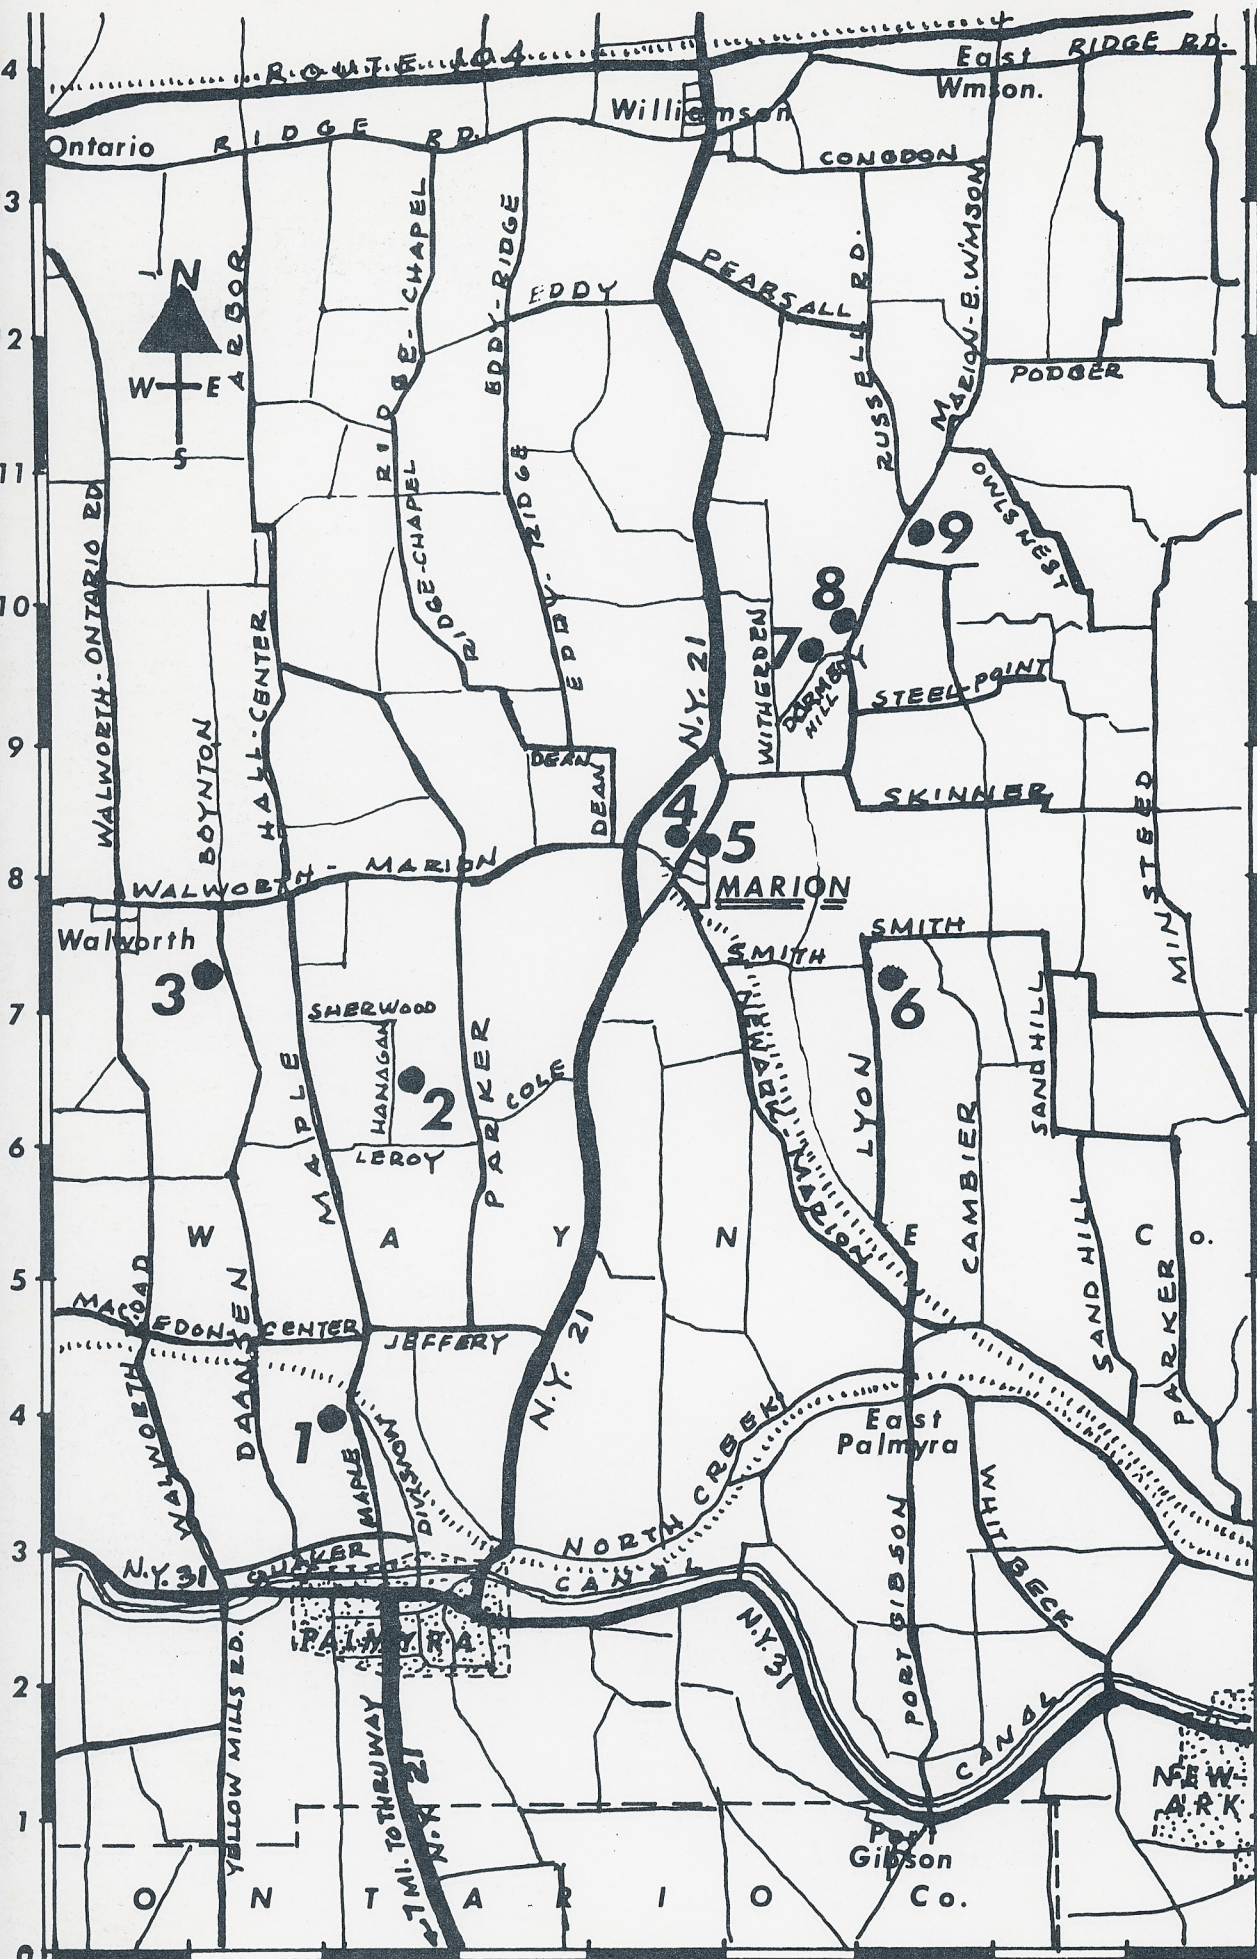 4
ROUTE 104
RIDGE RD.
East
Wmson.
Williamson
Ontario
RIDGE RD.
CONGDON
3
N
W E
S
ARBOR
RIDGE-CHAPEL
EDDY-RIDGE
EDDY
PEARSALL
RUSSELL RD.
MARION-E. W'MSON
PODGER
2
11
WALWORTH-ONTARIO RD
RIDGE-CHAPEL
RIDGE
EDDY-RIDGE
OWLS NEST
9
8
7
10
BOYNTON
HALL-CENTER
N.Y. 21
WITHERDEN
DORMEDY
HILL
STEEL-POINT
9
DEAN
DEAN
SKINNER
MINSTEED
4
5
8
WALWORTH-MARION
MARION
Walworth
3
SMITH
SMITH
6
7
SHERWOOD
HANAGAN
2
MAPLE
PARKER
COLE
PALMYRA-MARION
LYON
CAMBIER
SAND HILL
6
LEROY
W A Y N E Co.
SAND HILL
PARKER
5
MACEDON-CENTER
JEFFERY
N.Y. 21
WALWORTH ROAD
DAANSEN
4
1
MAPLE
DIVISION
NORTH CREEK
East
Palmyra
WHITBECK
PORT GIBSON
3
N.Y. 31
QUAKER
CANAL
PALMYRA
N.Y. 31
2
YELLOW MILLS RD.
7 MI. TO THRUWAY
N.Y. 21
CANAL
NEW-
ARK
1
Port
Gibson
O N T A R I O Co.
0